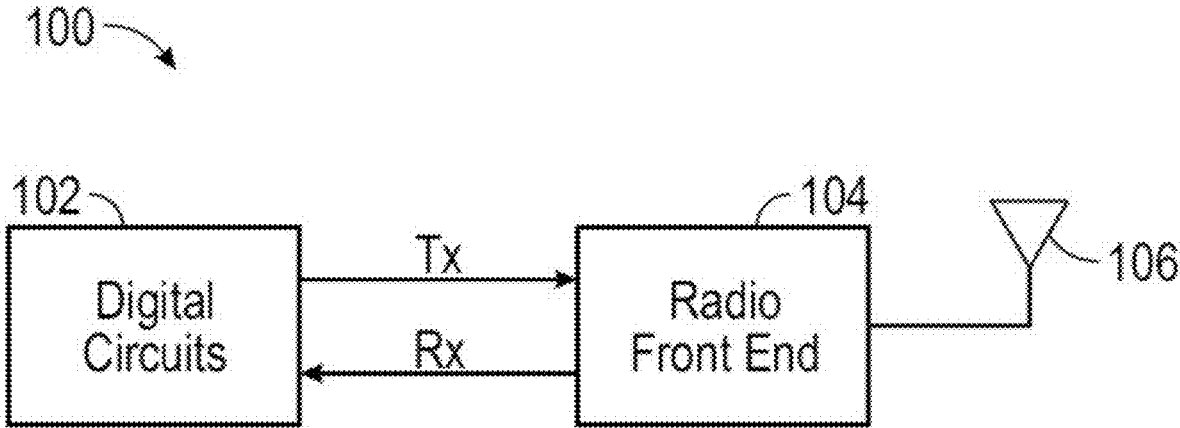 100
102
104
106
Tx
Digital
Circuits
Radio
Front End
Rx